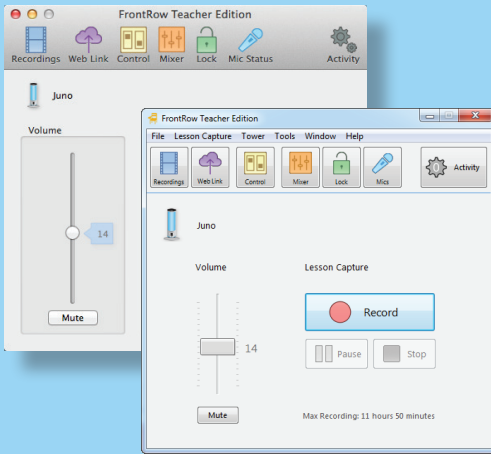 FrontRow Teacher Edition
Recordings Web Link Control Mixer Lock Mic Status Activity
Juno
Volume
14
Mute
FrontRow Teacher Edition
File Lesson Capture Tower Tools Window Help
Recordings Web Link Control Mixer Lock Mics Activity
Juno
Volume Lesson Capture
Record
14 Pause Stop
Mute Max Recording: 11 hours 50 minutes